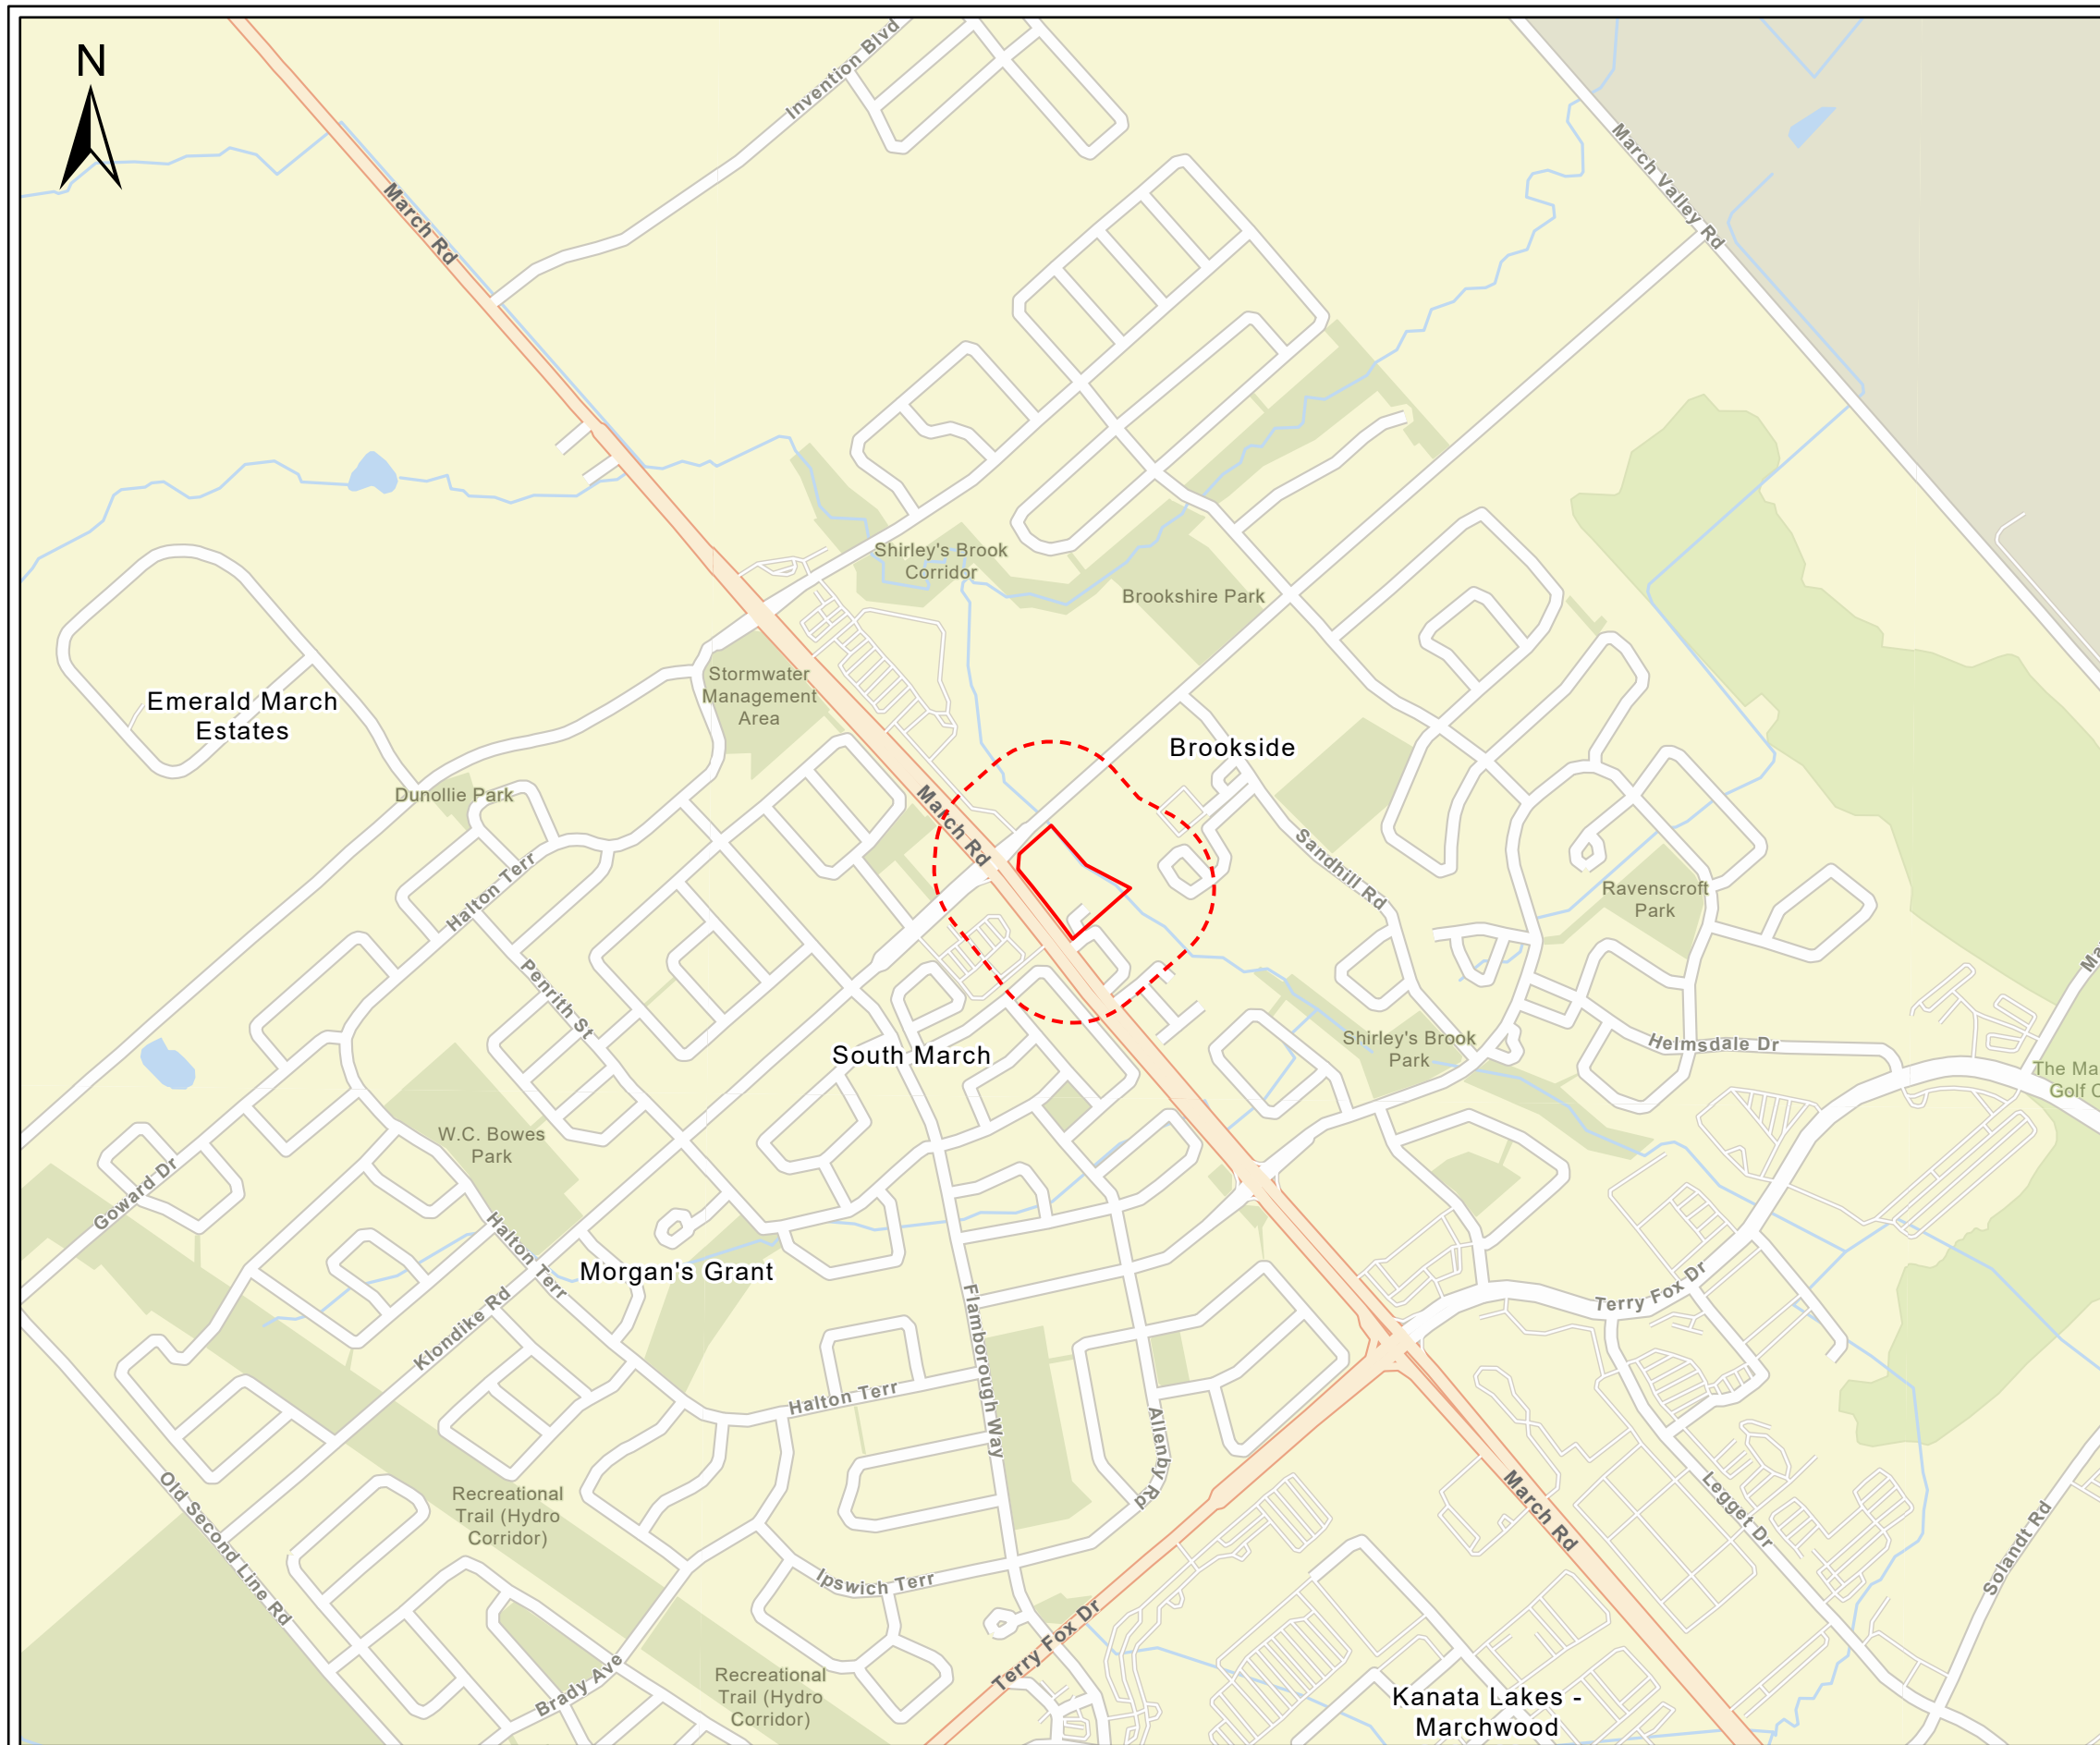 N
Invention Blvd
March Valley Rd
March Rd
Shirley's Brook
Corridor
Brookshire Park
Stormwater
Management
Area
Emerald March
Estates
Brookside
Dunollie Park
March Rd
Sandhill Rd
Halton Terr
Ravenscroft
Park
Penrith St
Shirley's Brook
Park
Helmsdale Dr
South March
The Ma
Golf C
Ma
W.C. Bowes
Park
Goward Dr
Halton Terr
Morgan's Grant
Klondike Rd
Flamborough Way
Terry Fox Dr
Halton Terr
Allenby Rd
Old Second Line Rd
Recreational
Trail (Hydro
Corridor)
March Rd
Legget Dr
Solandt Rd
Ipswich Terr
Terry Fox Dr
Brady Ave
Recreational
Trail (Hydro
Corridor)
Kanata Lakes -
Marchwood